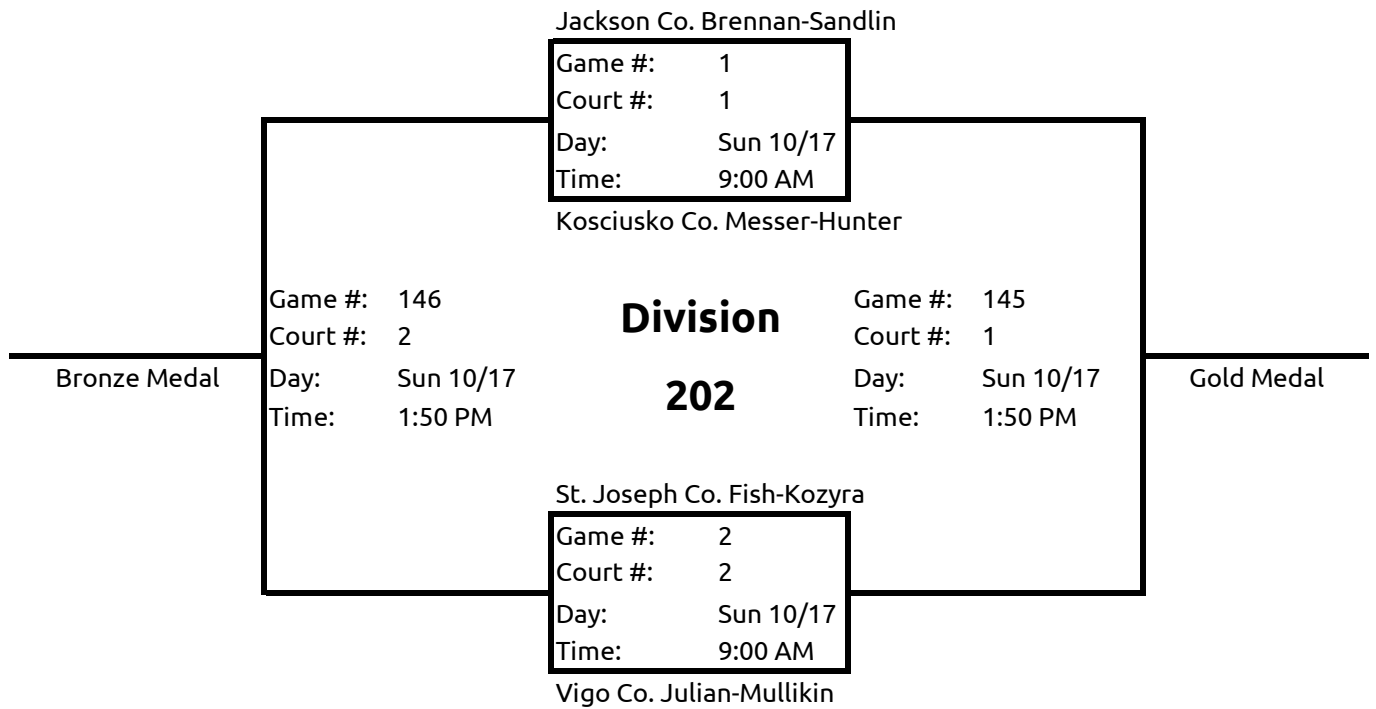 Jackson Co. Brennan-Sandlin
Game #: 1
Court #: 1
Day: Sun 10/17
Time: 9:00 AM
Kosciusko Co. Messer-Hunter
Game #: 146
Court #: 2
Day: Sun 10/17
Time: 1:50 PM
Bronze Medal
Division
202
Game #: 145
Court #: 1
Day: Sun 10/17
Time: 1:50 PM
Gold Medal
St. Joseph Co. Fish-Kozyra
Game #: 2
Court #: 2
Day: Sun 10/17
Time: 9:00 AM
Vigo Co. Julian-Mullikin